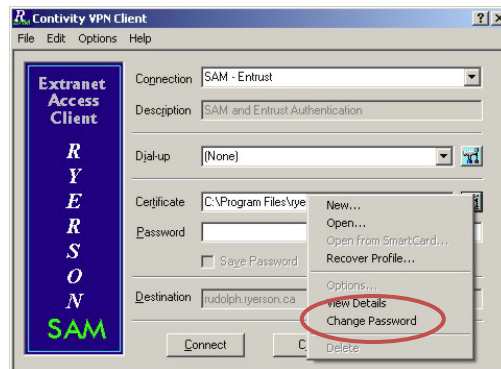 Contivity VPN Client
File Edit Options Help
Extranet
Access
Client
R
Y
E
R
S
O
N
SAM
Connection SAM - Entrust
Description SAM and Entrust Authentication
Dial-up (None)
Certificate C:\Program Files\rye
Password
Save Password
Destination rudolph.ryerson.ca
Connect C
New...
Open...
Open from SmartCard...
Recover Profile...
Options...
View Details
Change Password
Delete